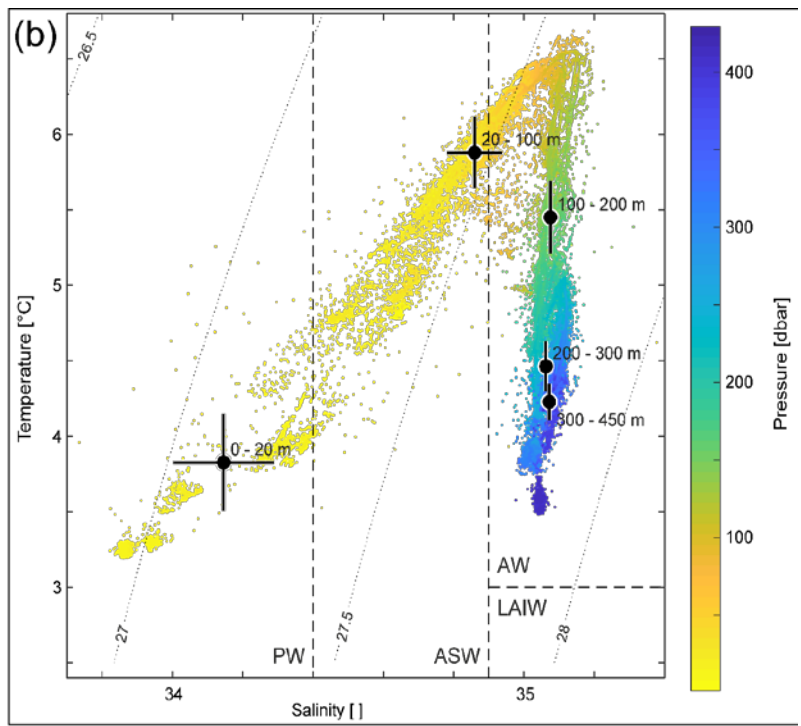 (b)
26.5
400
6
20 - 100 m
100 - 200 m
300
5
Temperature [°C]
Pressure [dbar]
200 - 300 m
200
300 - 450 m
4
0 - 20 m
100
AW
3
LAIW
27
27.5
28
PW
ASW
34
35
Salinity [ ]